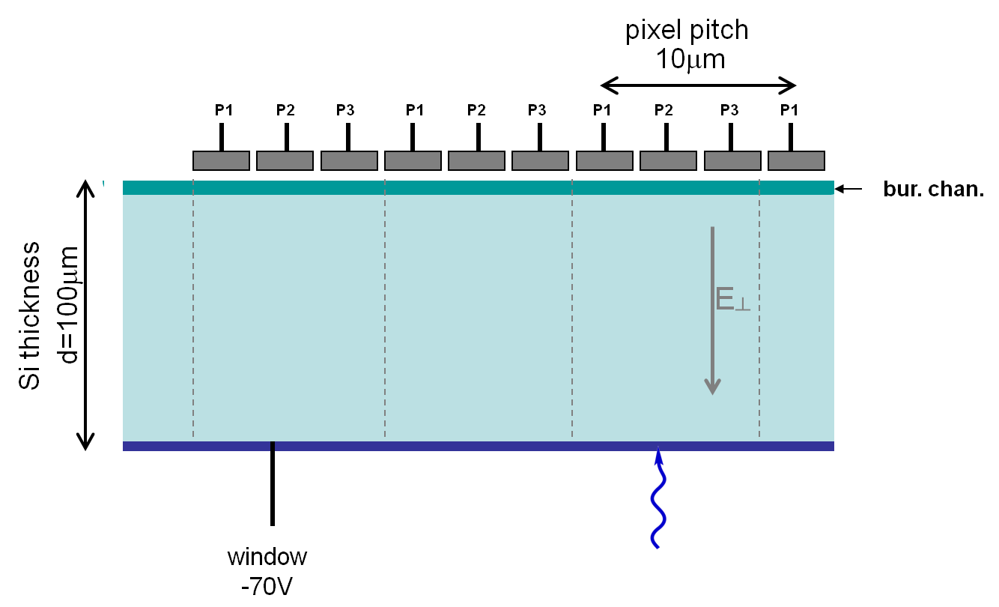 pixel pitch
10μm
P1 P2 P3 P1 P2 P3 P1 P2 P3 P1
bur. chan.
Si thickness
d=100μm
E⊥
window
-70V